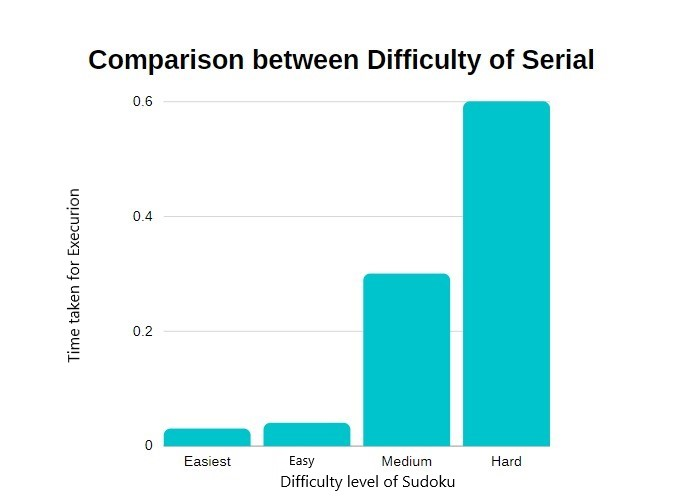 Comparison between Difficulty of Serial
0.6
0.4
0.2
0
Time taken for Execurion
Easiest Easy Medium Hard
Difficulty level of Sudoku